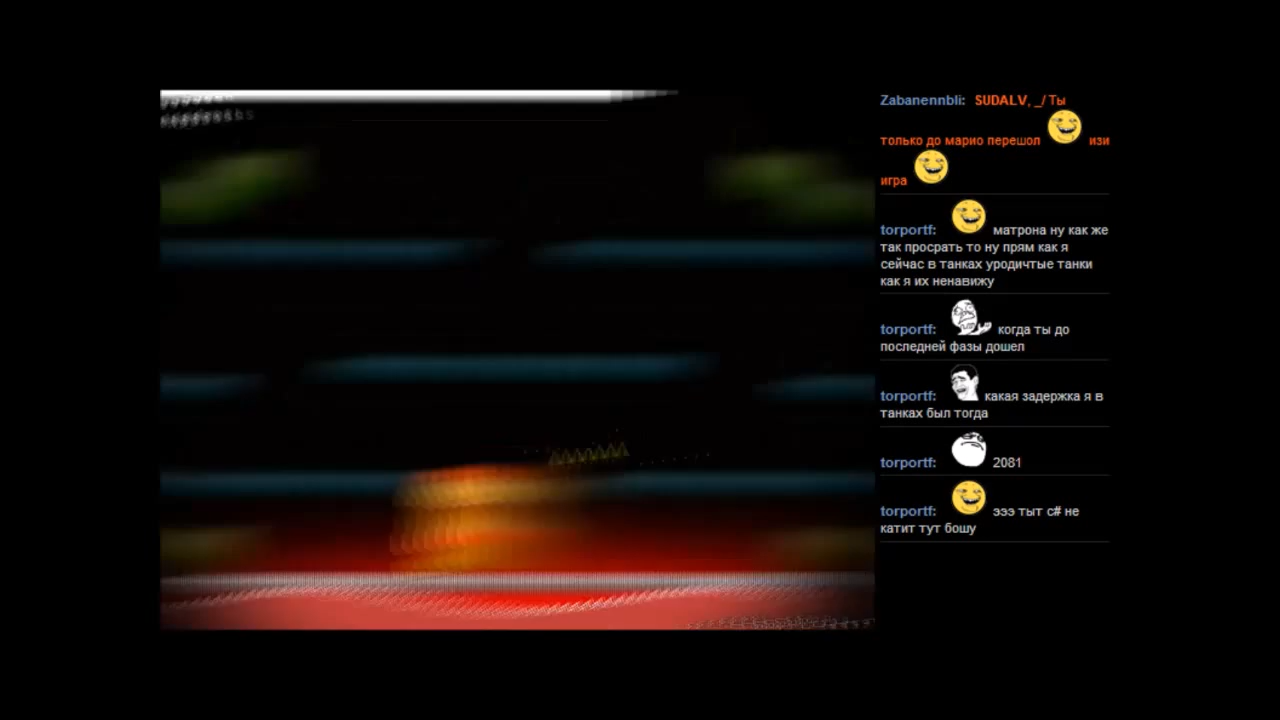 Zabanennbli: SUDALV, _/ Ты
только до марио перешол изи
игра
torportf: матрона ну как же
так просрать то ну прям как я
сейчас в танках уродичтые танки
как я их ненавижу
torportf: когда ты до
последней фазы дошел
torportf: какая задержка я в
танках был тогда
torportf: 2081
torportf: эээ тыт c# не
катит тут бошу